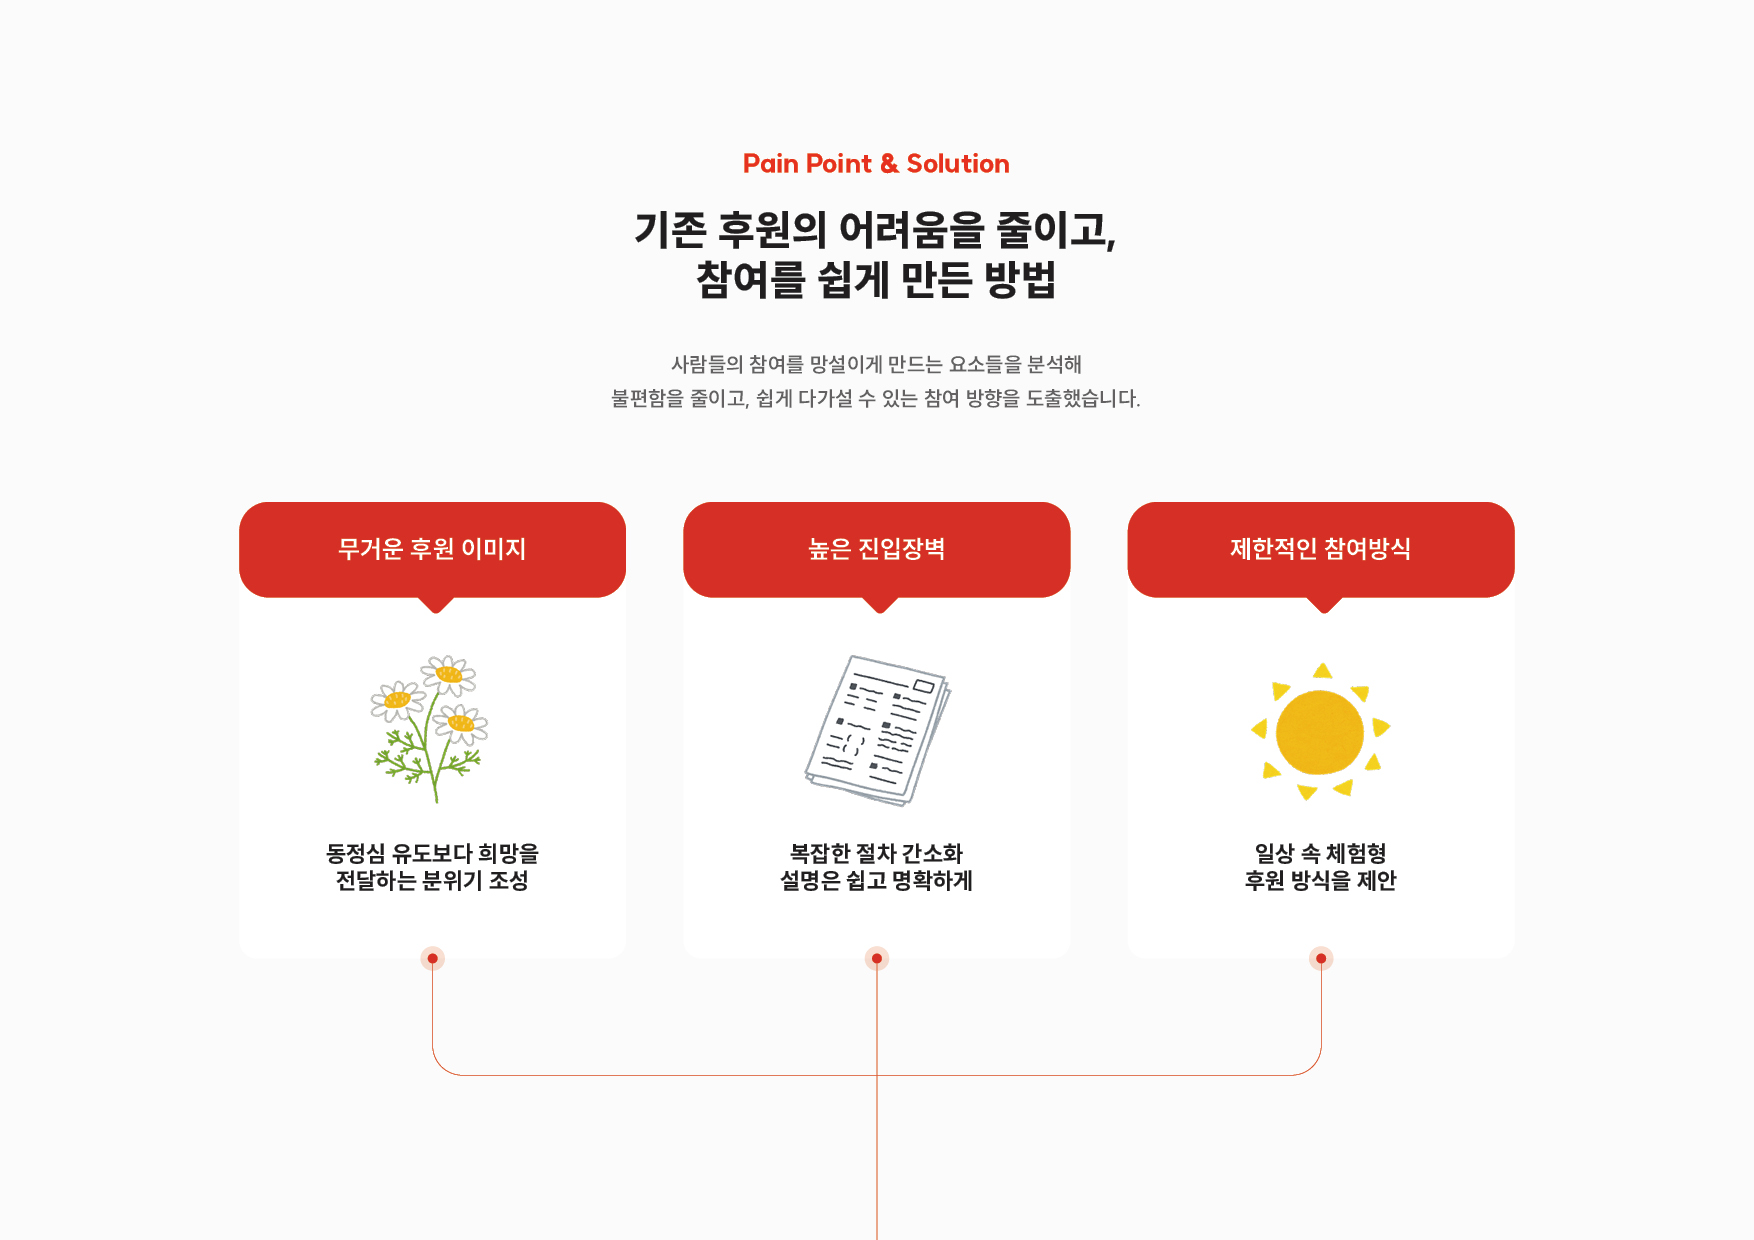 Pain Point & Solution
기존 후원의 어려움을 줄이고,
참여를 쉽게 만든 방법
사람들의 참여를 망설이게 만드는 요소들을 분석해
불편함을 줄이고, 쉽게 다가설 수 있는 참여 방향을 도출했습니다.
무거운 후원 이미지
동정심 유도보다 희망을
전달하는 분위기 조성
높은 진입장벽
복잡한 절차 간소화
설명은 쉽고 명확하게
제한적인 참여방식
일상 속 체험형
후원 방식을 제안